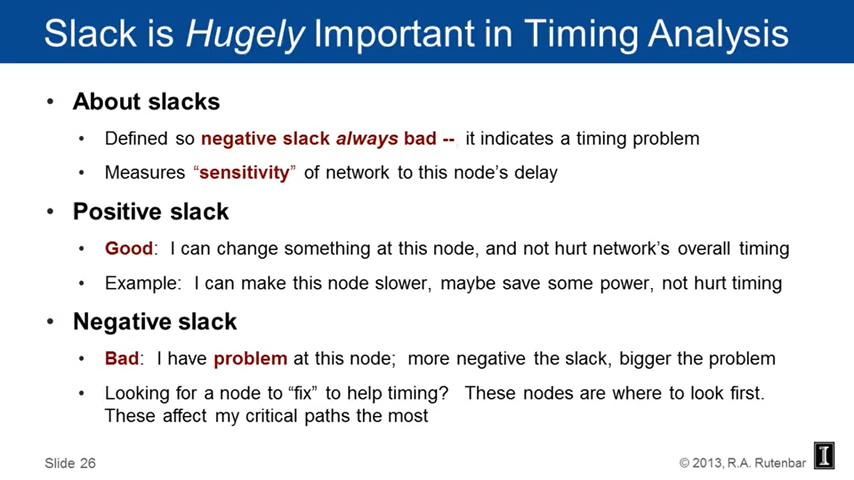 Slack is Hugely Important in Timing Analysis
• About slacks
• Defined so negative slack always bad -- it indicates a timing problem
• Measures “sensitivity” of network to this node’s delay
• Positive slack
• Good: I can change something at this node, and not hurt network’s overall timing
• Example: I can make this node slower, maybe save some power, not hurt timing
• Negative slack
• Bad: I have problem at this node; more negative the slack, bigger the problem
• Looking for a node to “fix” to help timing? These nodes are where to look first.
These affect my critical paths the most
Slide 26
© 2013, R.A. Rutenbar
I